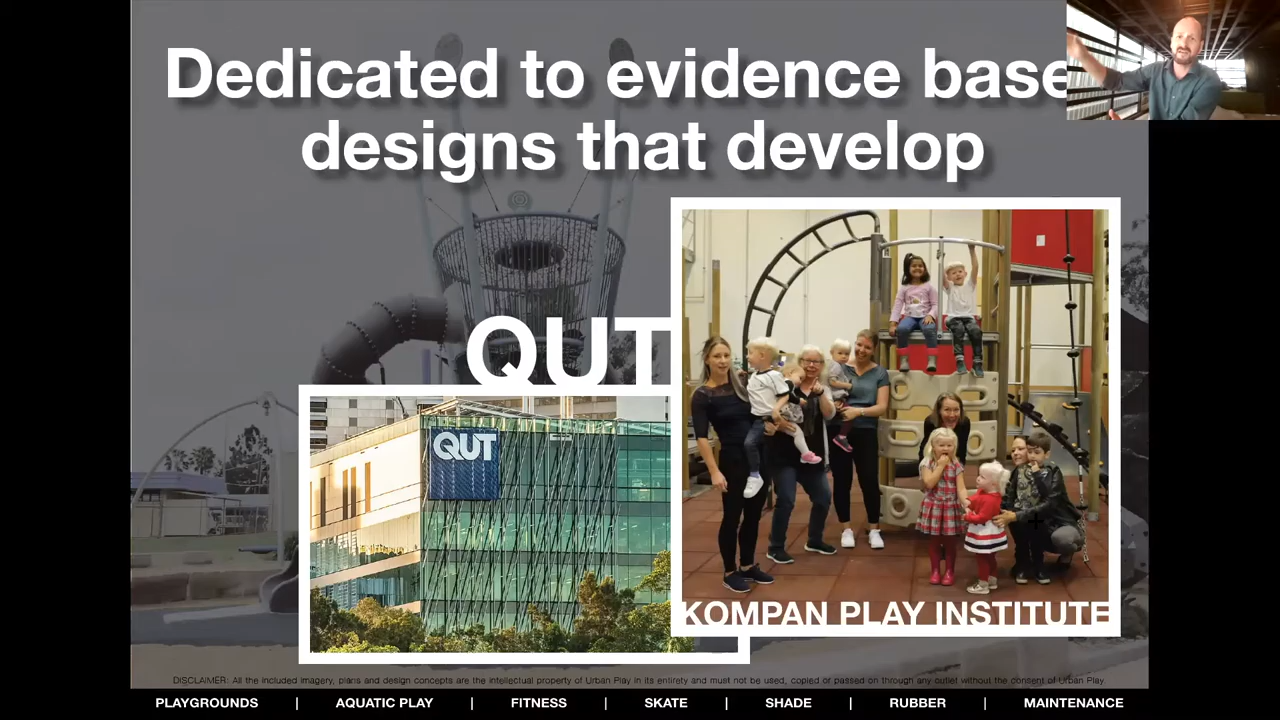 Dedicated to evidence base
designs that develop
QUT
QUT
KOMPAN PLAY INSTITUTE
DISCLAIMER: All the included imagery, plans and design concepts are the intellectual property of Urban Play in its entirety and must not be used, copied or passed on through any outlet without the consent of Urban Play.
PLAYGROUNDS | AQUATIC PLAY | FITNESS | SKATE | SHADE | RUBBER | MAINTENANCE